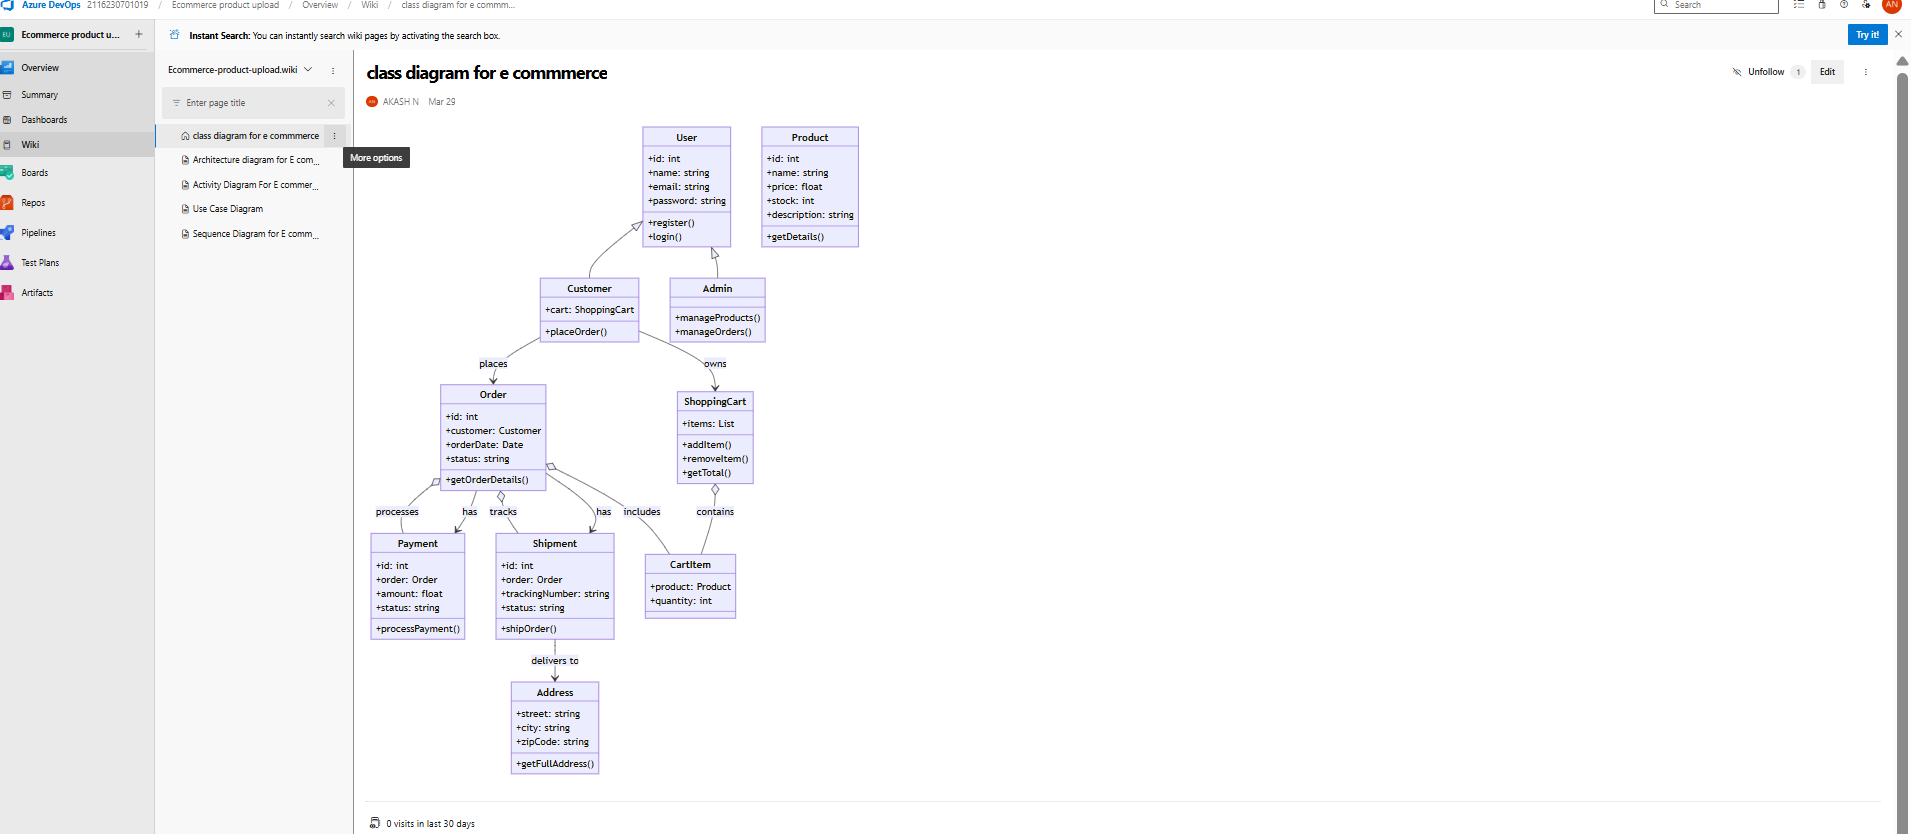 Azure DevOps 2116230701019 / Ecommerce product upload / Overview / Wiki / class diagram for e commm...
Search
AN
EU Ecommerce product u... +
Instant Search: You can instantly search wiki pages by activating the search box.
Try it!
Overview
Summary
Dashboards
Wiki
Boards
Repos
Pipelines
Test Plans
Artifacts
Ecommerce-product-upload.wiki
Enter page title
class diagram for e commmerce
Architecture diagram for E com...
Activity Diagram For E commer...
Use Case Diagram
Sequence Diagram for E comm...
More options
class diagram for e commmerce
Unfollow 1 Edit
AN AKASH N Mar 29
User
+id: int
+name: string
+email: string
+password: string
+register()
+login()
Product
+id: int
+name: string
+price: float
+stock: int
+description: string
+getDetails()
Customer
+cart: ShoppingCart
+placeOrder()
Admin
+manageProducts()
+manageOrders()
places
owns
Order
+id: int
+customer: Customer
+orderDate: Date
+status: string
+getOrderDetails()
ShoppingCart
+items: List
+addItem()
+removeItem()
+getTotal()
processes
has
tracks
has
includes
contains
Payment
+id: int
+order: Order
+amount: float
+status: string
+processPayment()
Shipment
+id: int
+order: Order
+trackingNumber: string
+status: string
+shipOrder()
CartItem
+product: Product
+quantity: int
delivers to
Address
+street: string
+city: string
+zipCode: string
+getFullAddress()
0 visits in last 30 days